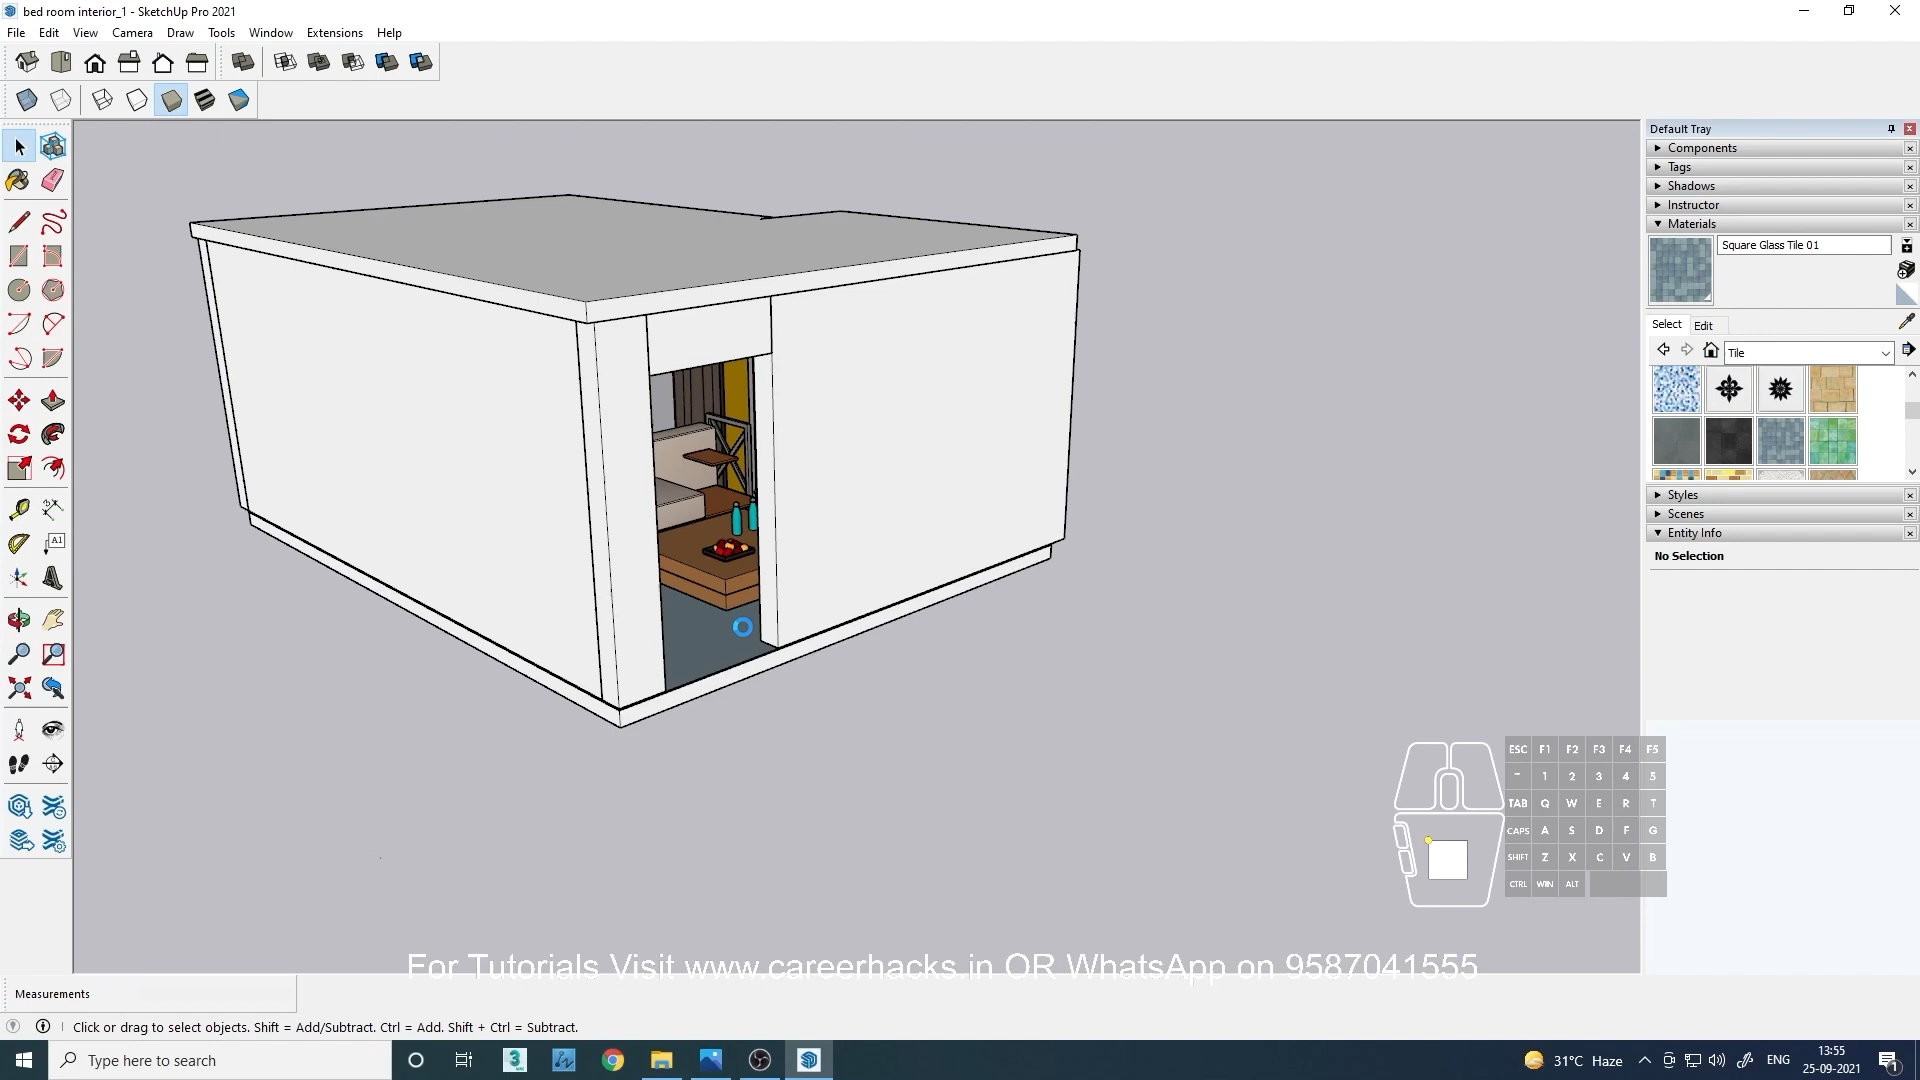 bed room interior_1 - SketchUp Pro 2021
File Edit View Camera Draw Tools Window Extensions Help
Default Tray
Components
Tags
Shadows
Instructor
Materials
Square Glass Tile 01
Select Edit
Tile
Styles
Scenes
Entity Info
No Selection
A1
ESC F1 F2 F3 F4 F5
~ 1 2 3 4 5
TAB Q W E R T
CAPS A S D F G
SHIFT Z X C V B
CTRL WIN ALT
For Tutorials Visit www.careerhacks.in OR WhatsApp on 9587041555
Measurements
Click or drag to select objects. Shift = Add/Subtract. Ctrl = Add. Shift + Ctrl = Subtract.
Type here to search
31°C Haze
ENG
13:55
25-09-2021
1